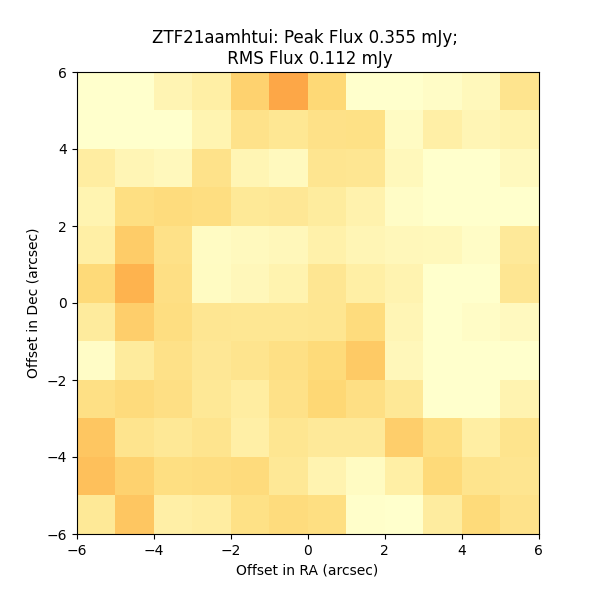 ZTF21aamhtui: Peak Flux 0.355 mJy;
RMS Flux 0.112 mJy
6
4
2
0
−2
−4
−6
Offset in Dec (arcsec)
−6 −4 −2 0 2 4 6
Offset in RA (arcsec)